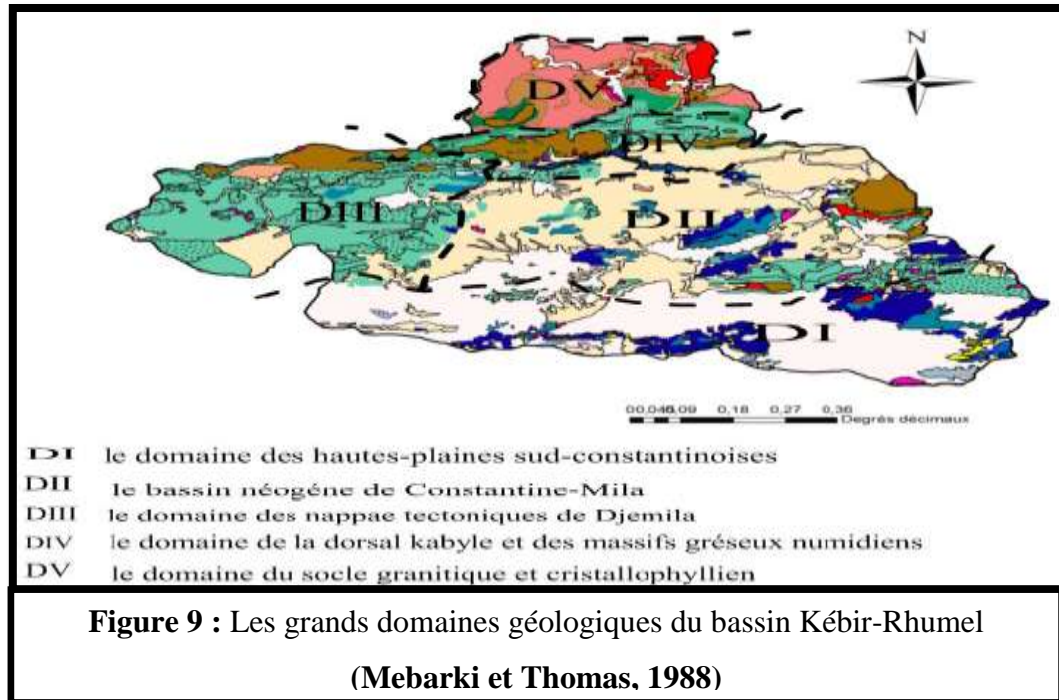 N
DV
DIV
DIII
DII
DI
0,18 0,27 0,36
Degrés décimaux
DI le domaine des hautes-plaines sud-constantinoises
DII le bassin néogéne de Constantine-Mila
DIII le domaine des nappae tectoniques de Djemila
DIV le domaine de la dorsal kabyle et des massifs gréseux numidiens
DV le domaine du socle granitique et cristallophyllien
Figure 9 : Les grands domaines géologiques du bassin Kébir-Rhumel
(Mebarki et Thomas, 1988)